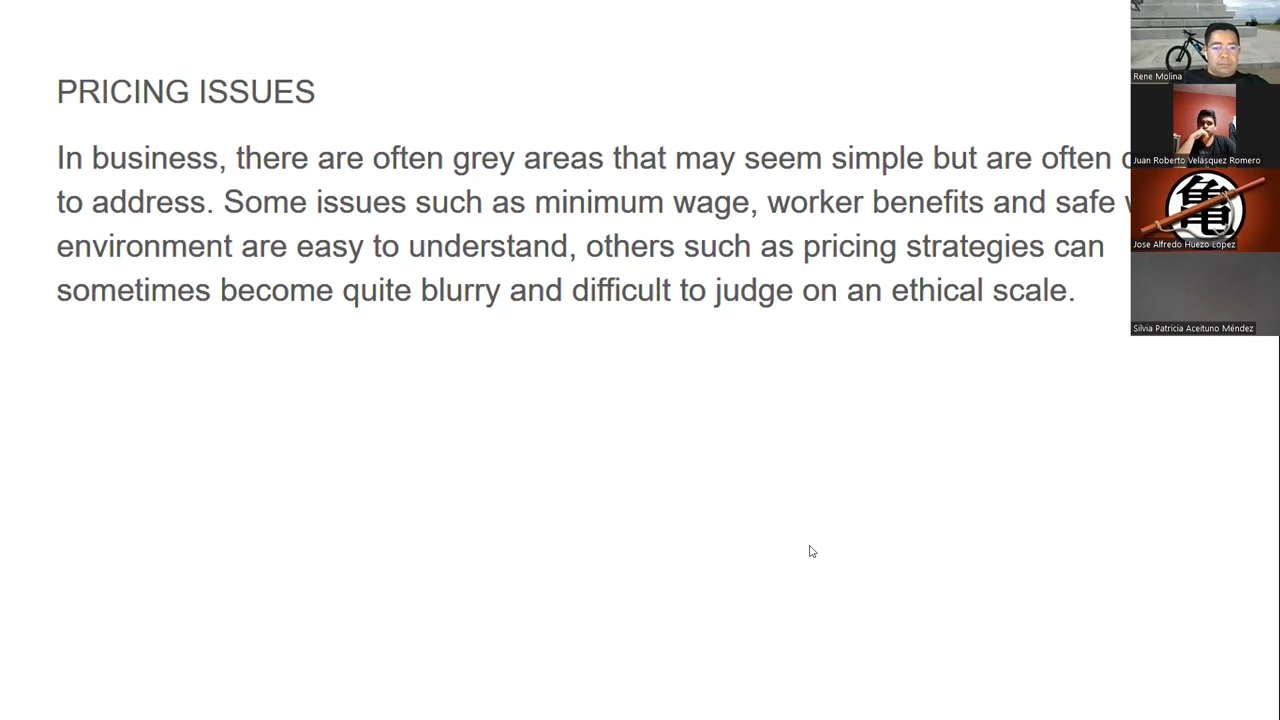 PRICING ISSUES
In business, there are often grey areas that may seem simple but are often
to address. Some issues such as minimum wage, worker benefits and safe
environment are easy to understand, others such as pricing strategies can
sometimes become quite blurry and difficult to judge on an ethical scale.
Rene Molina
Juan Roberto Velásquez Romero
亀
Jose Alfredo Huezo Lopez
Silvia Patricia Aceituno Méndez